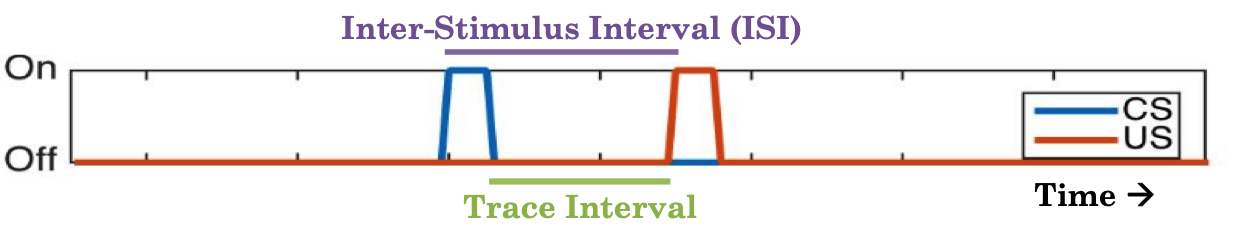 Inter-Stimulus Interval (ISI)
On
CS
US
Off
Time →
Trace Interval